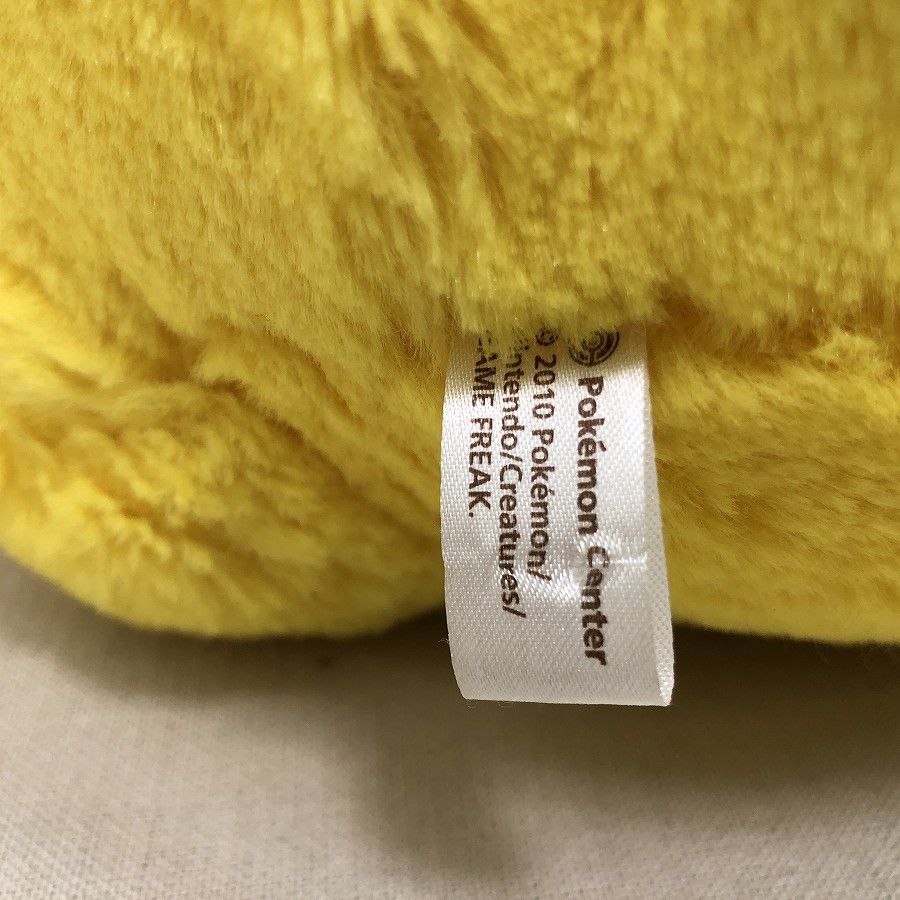 Pokémon Center
© 2010 Pokémon/
Nintendo/Creatures/
GAME FREAK.